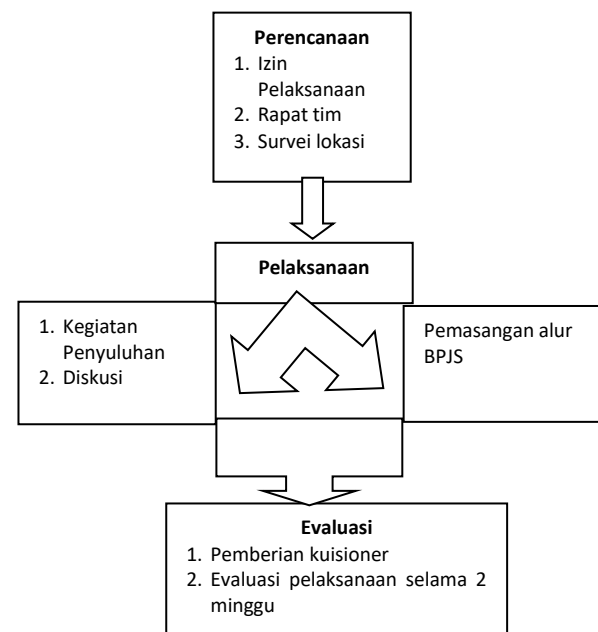 Perencanaan
1. Izin
Pelaksanaan
2. Rapat tim
3. Survei lokasi
Pelaksanaan
1. Kegiatan
Penyuluhan
2. Diskusi
Pemasangan alur
BPJS
Evaluasi
1. Pemberian kuisioner
2. Evaluasi pelaksanaan selama 2
minggu